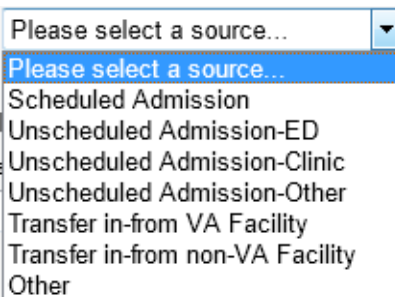 Please select a source...
Please select a source...
Scheduled Admission
Unscheduled Admission-ED
Unscheduled Admission-Clinic
Unscheduled Admission-Other
Transfer in-from VA Facility
Transfer in-from non-VA Facility
Other